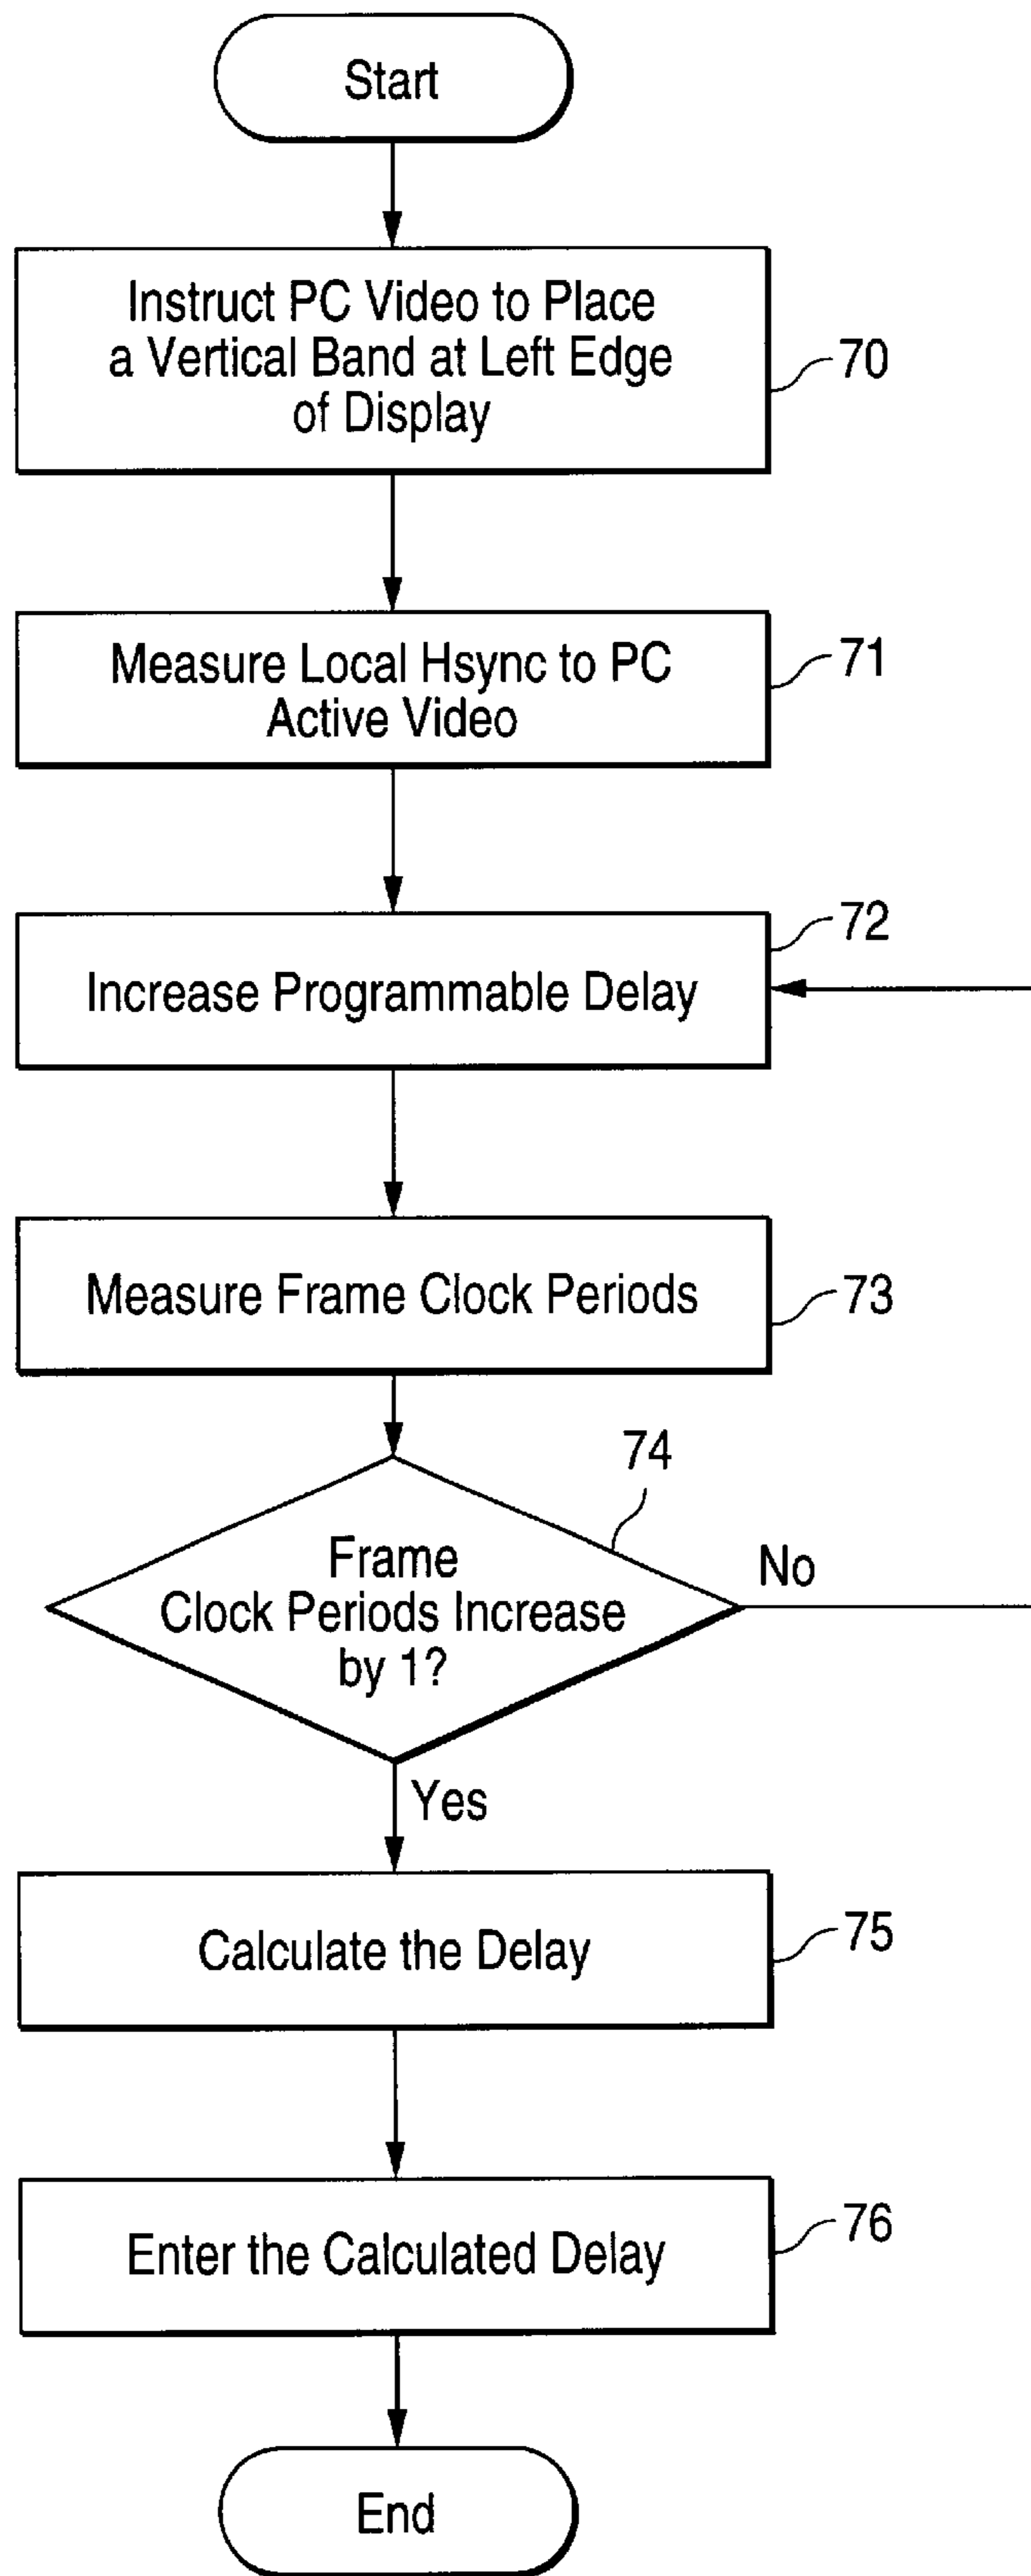 Start
Instruct PC Video to Place
a Vertical Band at Left Edge
of Display
70
Measure Local Hsync to PC
Active Video
71
72
Increase Programmable Delay
Measure Frame Clock Periods
73
74
Frame
Clock Periods Increase
by 1?
No
Yes
Calculate the Delay
75
Enter the Calculated Delay
76
End